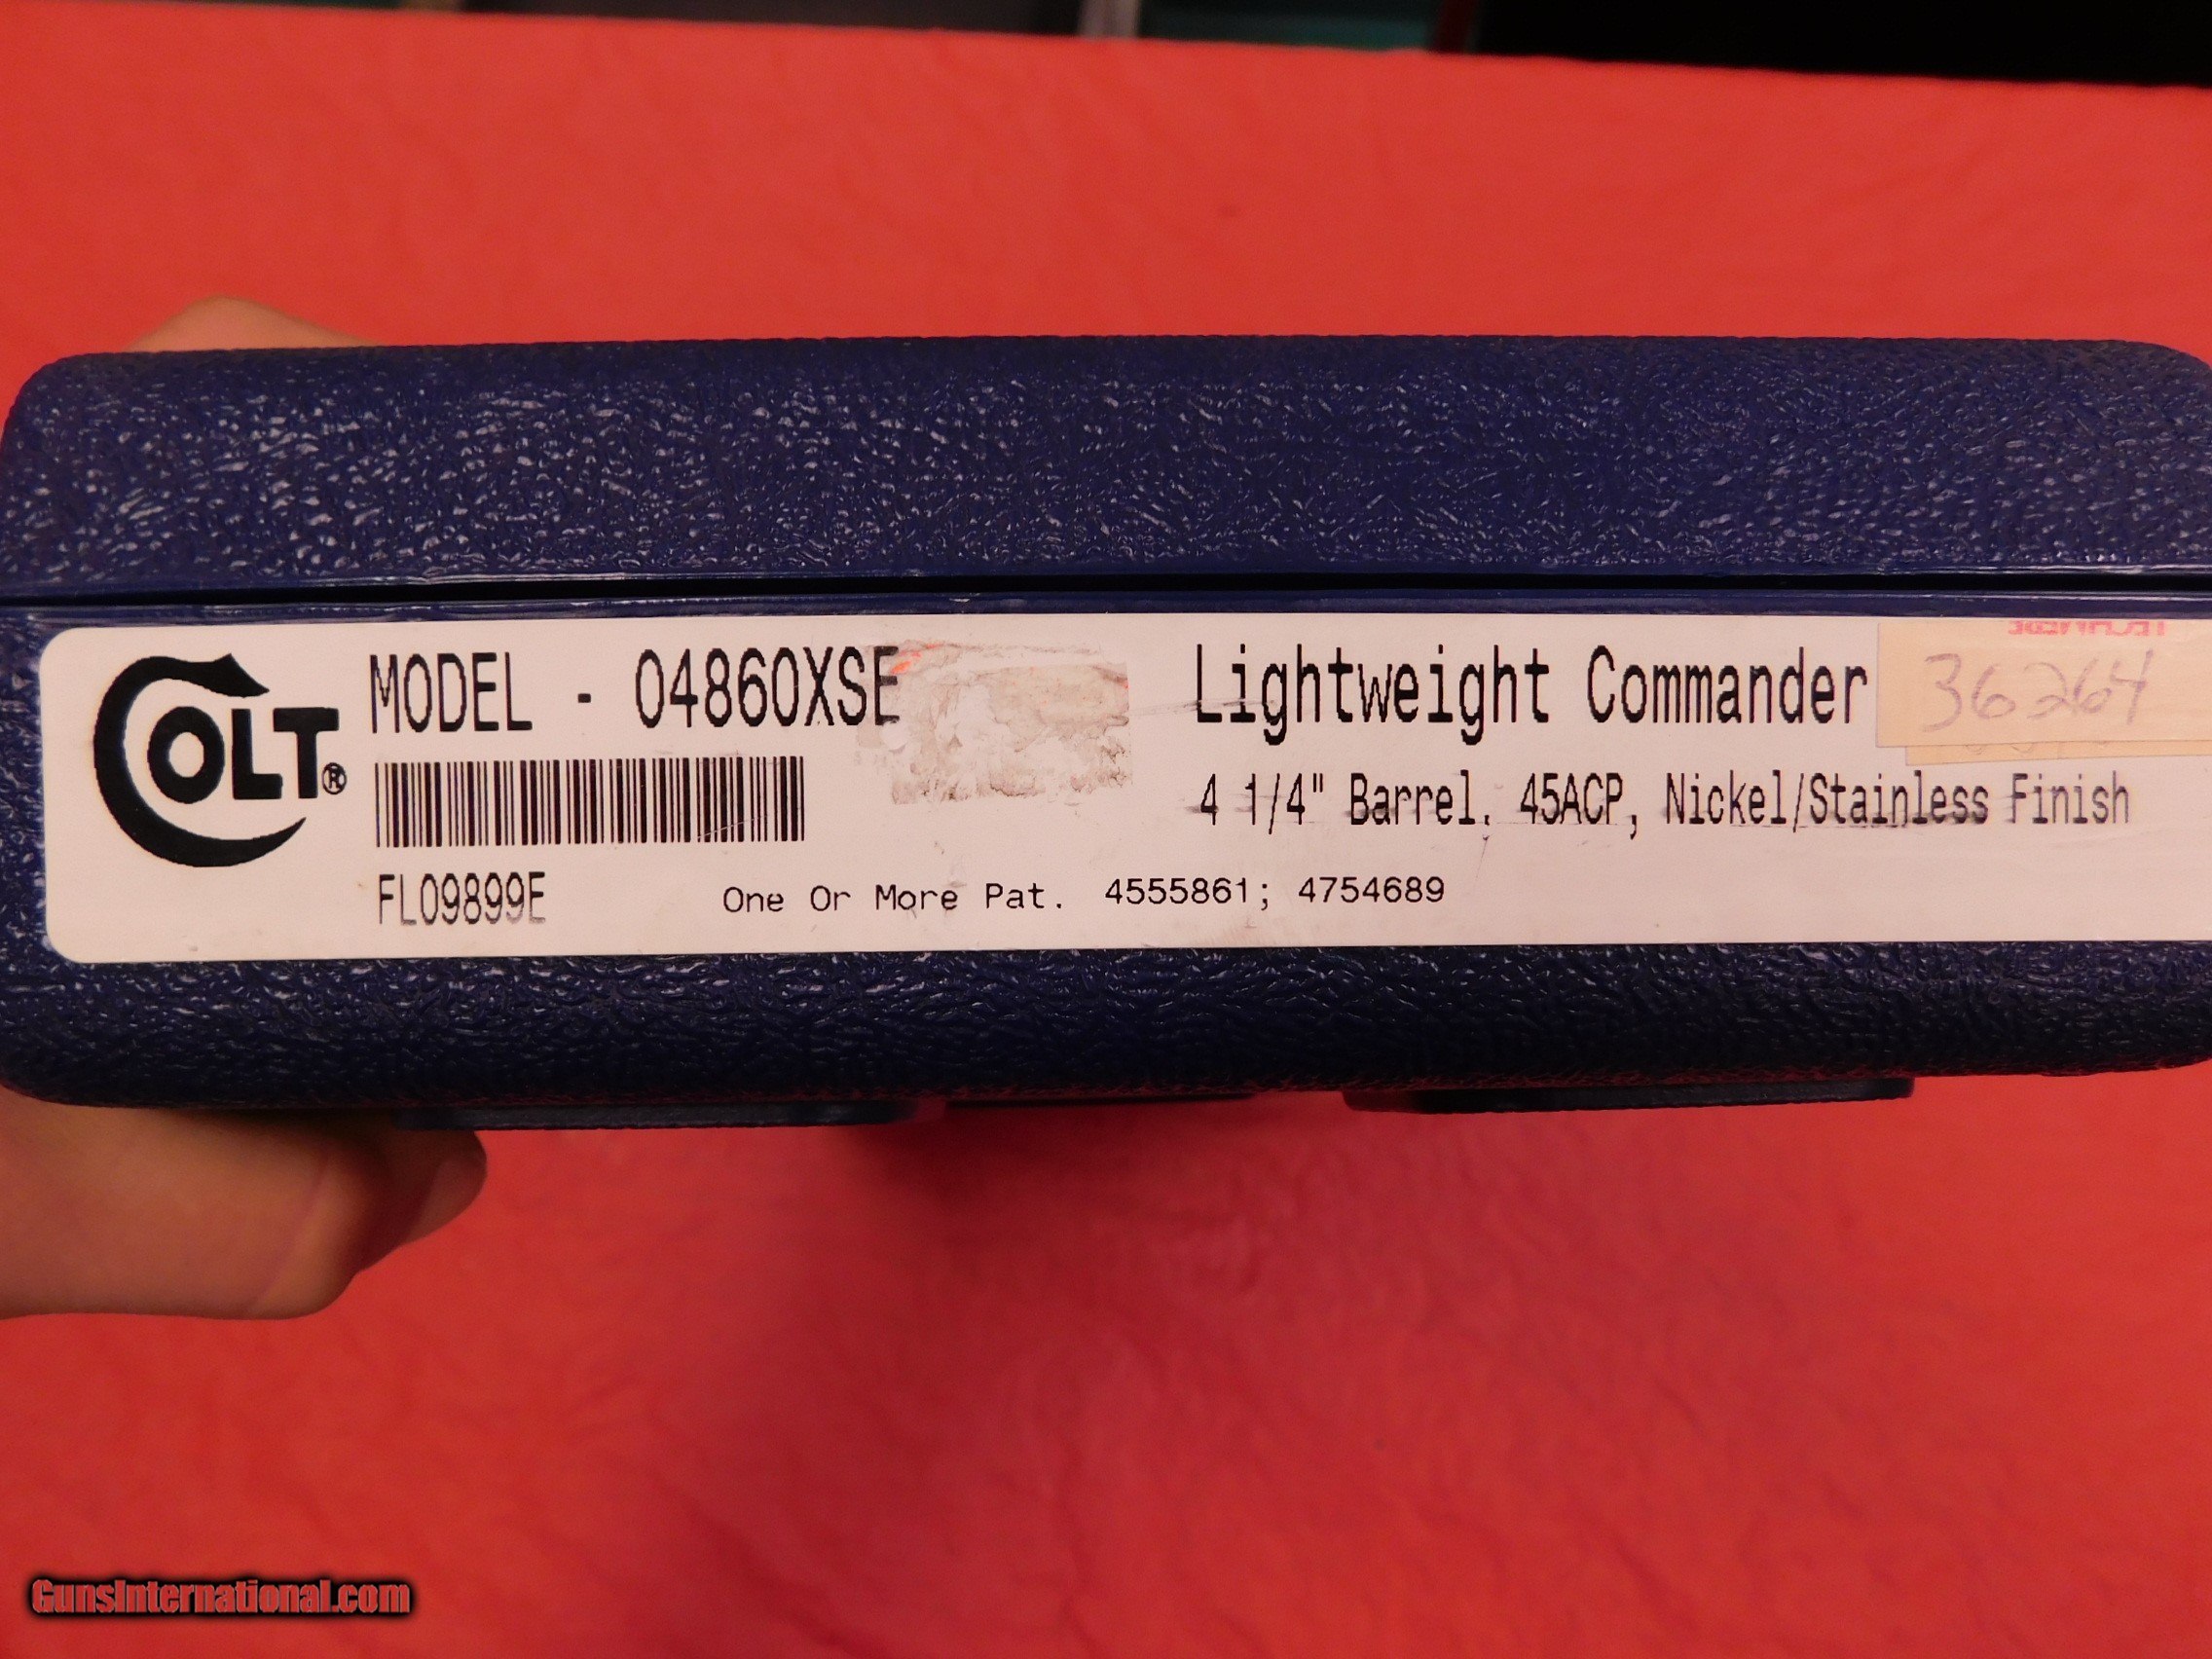 COLT®
MODEL - 04860XSE
Lightweight Commander
36264
4 1/4" Barrel, 45ACP, Nickel/Stainless Finish
FL09899E
One Or More Pat. 4555861; 4754689
GunsInternational.com